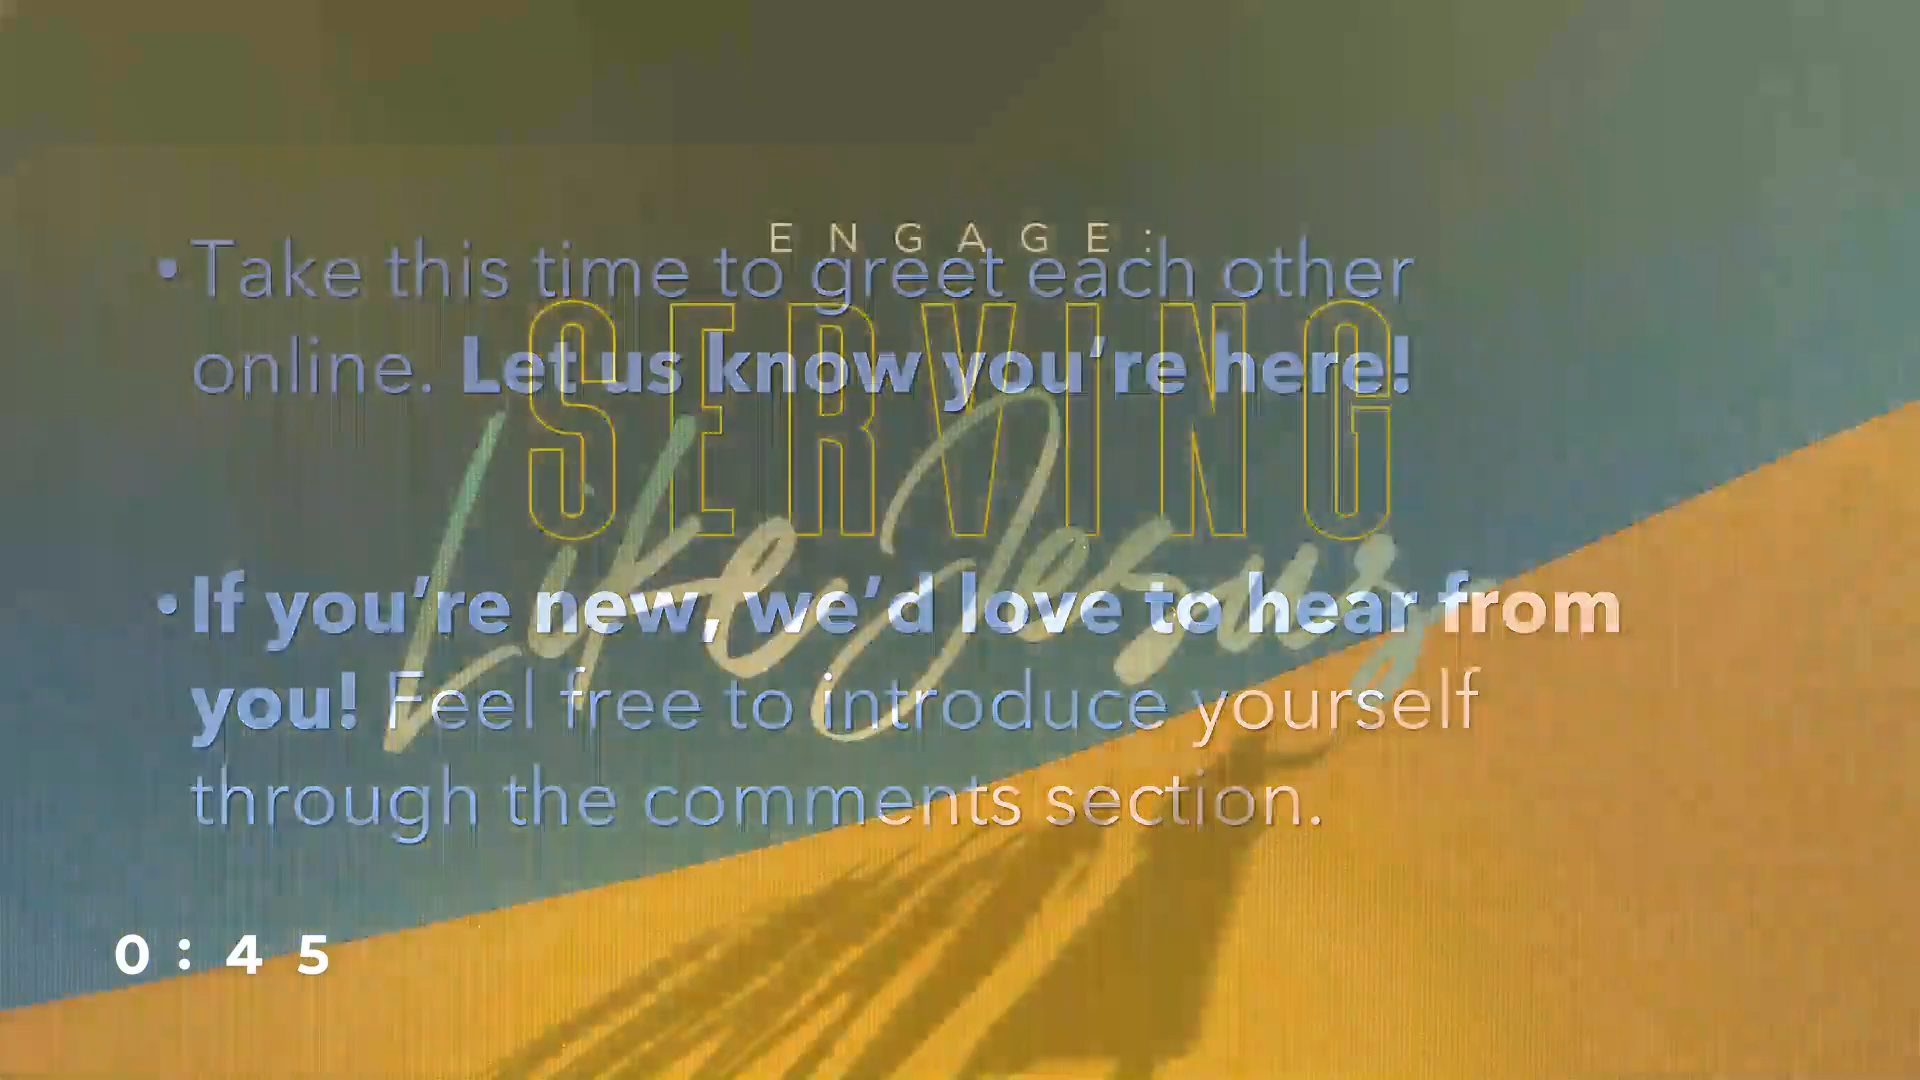 ENGAGE:
• Take this time to greet each other
SERVING
online. Let us know you’re here!
Like Jesus
• If you’re new, we’d love to hear from
you! Feel free to introduce yourself
through the comments section.
0:45